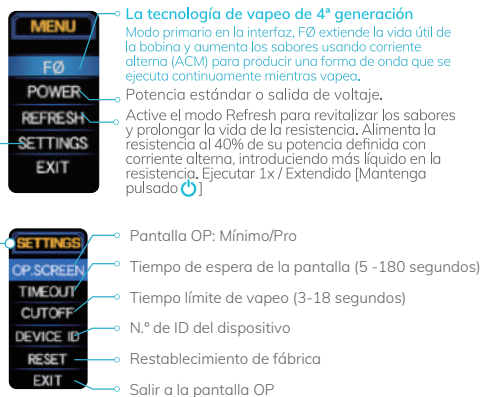 MENU
FØ
POWER
REFRESH
SETTINGS
EXIT
La tecnología de vapeo de 4ª generación
Modo primario en la interfaz, FØ extiende la vida útil de
la bobina y aumenta los sabores usando corriente
alterna (ACM) para producir una forma de onda que se
ejecuta continuamente mientras vapea.
Potencia estándar o salida de voltaje.
Active el modo Refresh para revitalizar los sabores
y prolongar la vida de la resistencia. Alimenta la
resistencia al 40% de su potencia definida con
corriente alterna, introduciendo más líquido en la
resistencia. Ejecutar 1x / Extendido [Mantenga
pulsado ]
SETTINGS
OP.SCREEN
TIMEOUT
CUTOFF
DEVICE ID
RESET
EXIT
Pantalla OP: Mínimo/Pro
Tiempo de espera de la pantalla (5 -180 segundos)
Tiempo límite de vapeo (3-18 segundos)
N.º de ID del dispositivo
Restablecimiento de fábrica
Salir a la pantalla OP